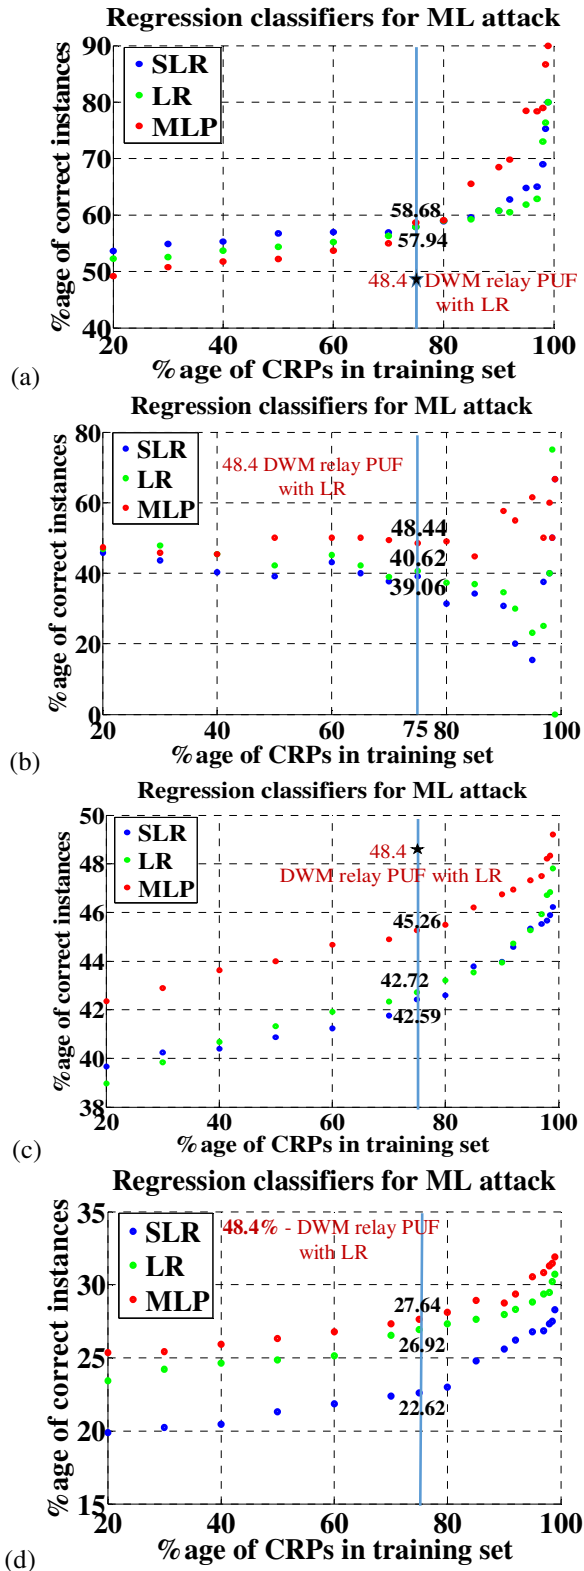 Regression classifiers for ML attack
%age of correct instances
90
80
70
60
50
40
SLR
LR
MLP
58.68
57.94
48.4 DWM relay PUF
with LR
20 40 60 80 100
%age of CRPs in training set
(a)
Regression classifiers for ML attack
%age of correct instances
80
60
40
20
0
SLR
LR
MLP
48.4 DWM relay PUF
with LR
48.44
40.62
39.06
20 40 60 75 80 100
%age of CRPs in training set
(b)
Regression classifiers for ML attack
%age of correct instances
50
48
46
44
42
40
38
SLR
LR
MLP
48.4
DWM relay PUF with LR
45.26
42.72
42.59
20 40 60 80 100
%age of CRPs in training set
(c)
Regression classifiers for ML attack
%age of correct instances
35
30
25
20
15
SLR
LR
MLP
48.4% - DWM relay PUF
with LR
27.64
26.92
22.62
20 40 60 80 100
%age of CRPs in training set
(d)